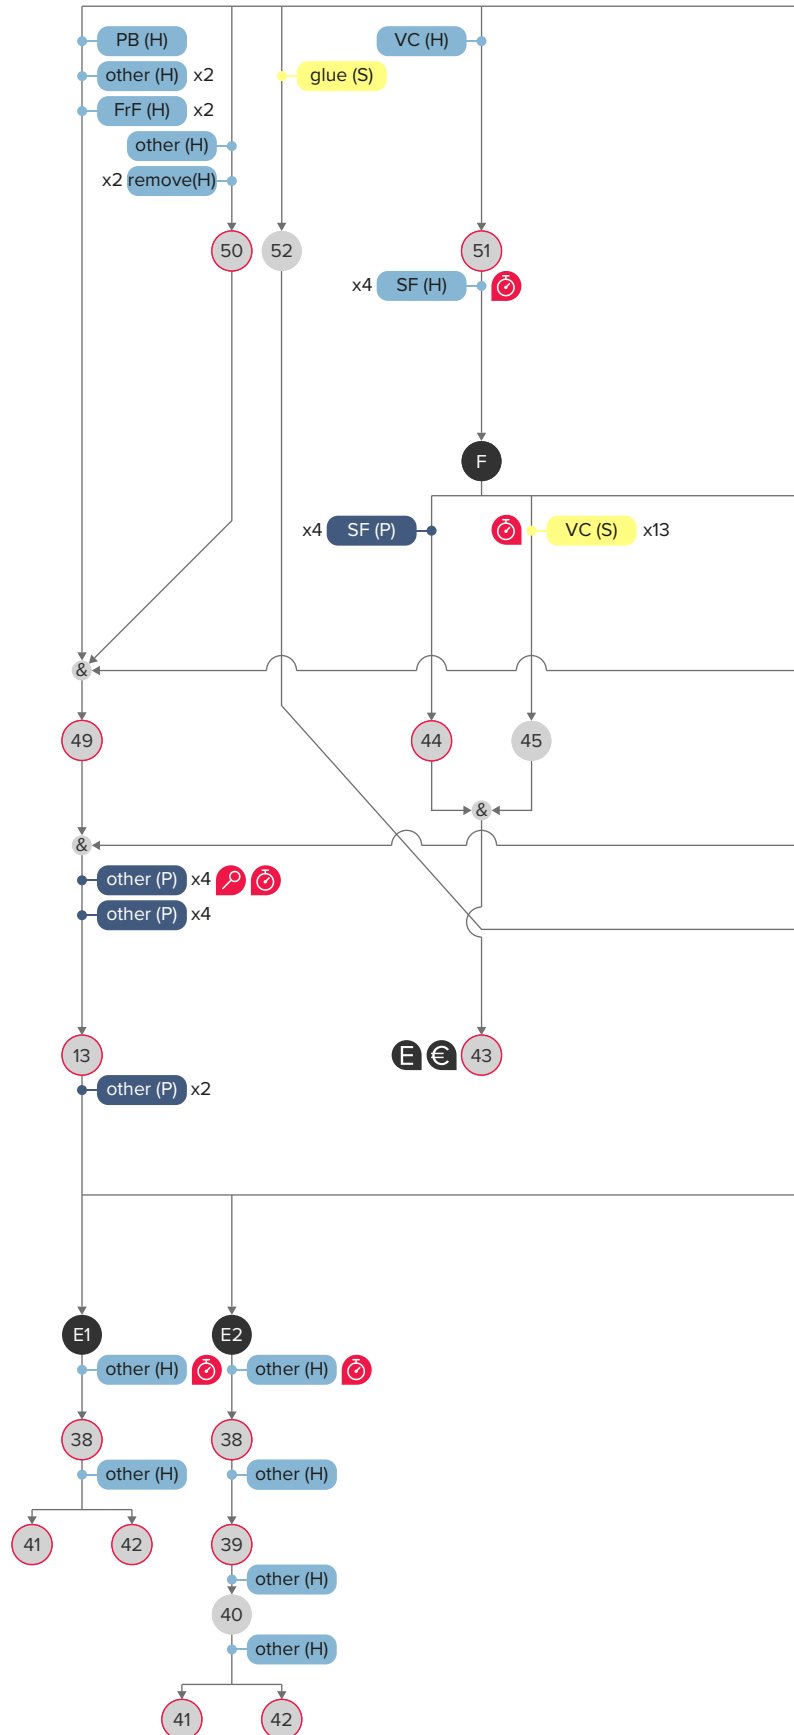 PB (H)
VC (H)
other (H) x2
glue (S)
FrF (H) x2
other (H)
x2 remove(H)
50
52
51
x4 SF (H)
F
x4 SF (P)
VC (S) x13
&
49
44
45
&
&
other (P) x4
other (P) x4
13
E € 43
other (P) x2
E1
E2
other (H)
other (H)
38
38
other (H)
other (H)
41
42
39
other (H)
40
other (H)
41
42